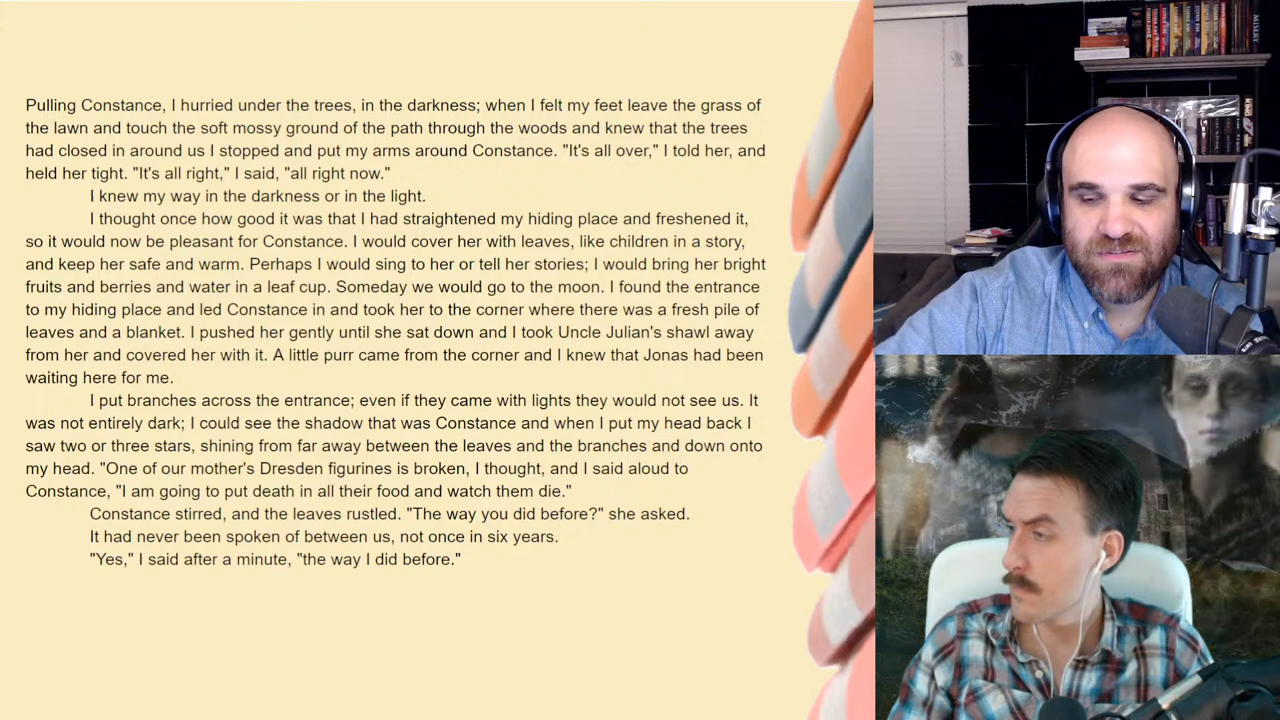 Pulling Constance, I hurried under the trees, in the darkness; when I felt my feet leave the grass of
the lawn and touch the soft mossy ground of the path through the woods and knew that the trees
had closed in around us I stopped and put my arms around Constance. "It's all over," I told her, and
held her tight. "It's all right," I said, "all right now."
I knew my way in the darkness or in the light.
I thought once how good it was that I had straightened my hiding place and freshened it,
so it would now be pleasant for Constance. I would cover her with leaves, like children in a story,
and keep her safe and warm. Perhaps I would sing to her or tell her stories; I would bring her bright
fruits and berries and water in a leaf cup. Someday we would go to the moon. I found the entrance
to my hiding place and led Constance in and took her to the corner where there was a fresh pile of
leaves and a blanket. I pushed her gently until she sat down and I took Uncle Julian's shawl away
from her and covered her with it. A little purr came from the corner and I knew that Jonas had been
waiting here for me.
I put branches across the entrance; even if they came with lights they would not see us. It
was not entirely dark; I could see the shadow that was Constance and when I put my head back I
saw two or three stars, shining from far away between the leaves and the branches and down onto
my head. "One of our mother's Dresden figurines is broken, I thought, and I said aloud to
Constance, "I am going to put death in all their food and watch them die."
Constance stirred, and the leaves rustled. "The way you did before?" she asked.
It had never been spoken of between us, not once in six years.
"Yes," I said after a minute, "the way I did before."
MISERY
KING